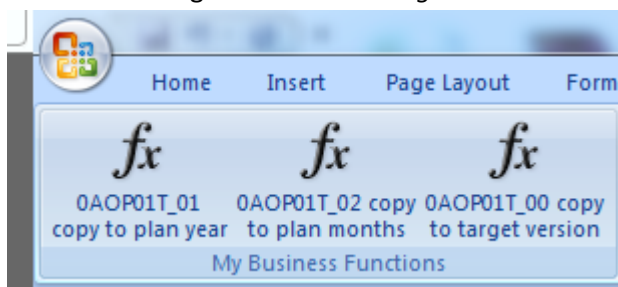 Home Insert Page Layout Form
fx fx fx
0AOP01T_01 0AOP01T_02 copy 0AOP01T_00 copy
copy to plan year to plan months to target version
My Business Functions